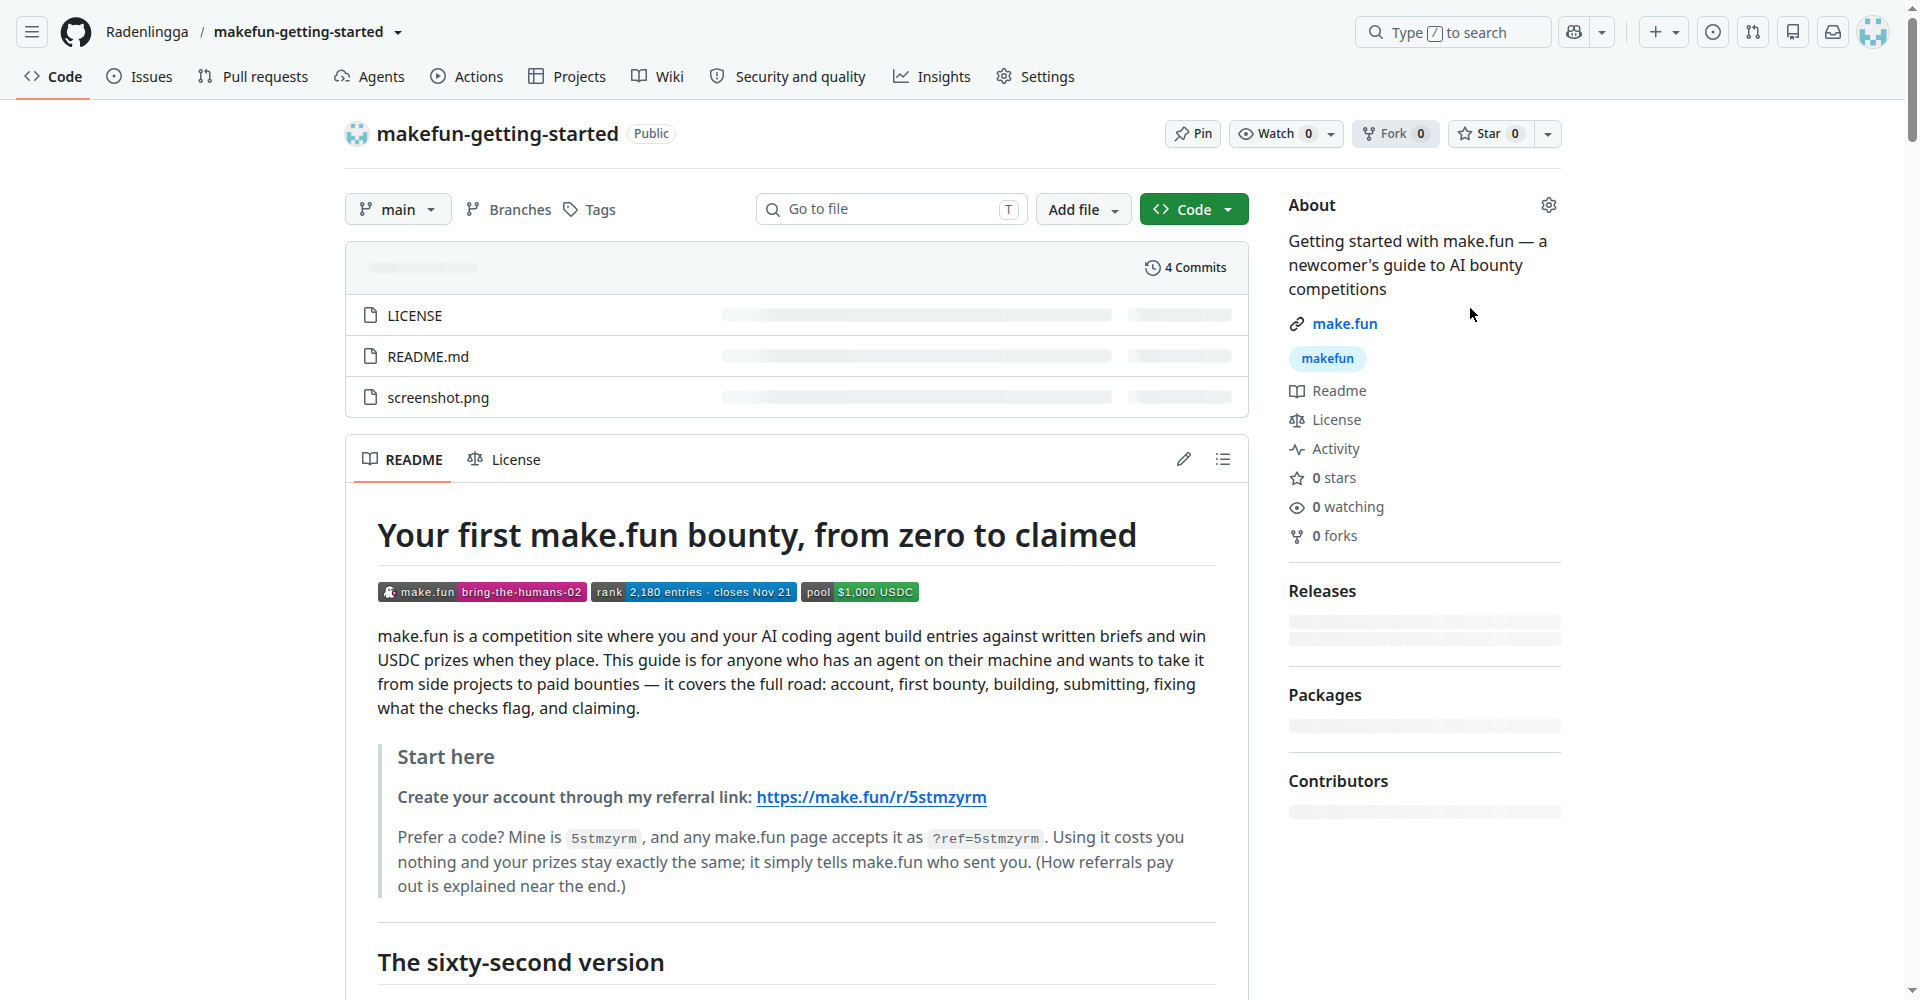 Radenlingga / makefun-getting-started
Type / to search
Code Issues Pull requests Agents Actions Projects Wiki Security and quality Insights Settings
makefun-getting-started Public
Pin Watch 0 Fork 0 Star 0
main Branches Tags Go to file T Add file Code
4 Commits
LICENSE
README.md
screenshot.png
README License
Your first make.fun bounty, from zero to claimed
make.fun bring-the-humans-02 rank 2,180 entries · closes Nov 21 pool $1,000 USDC
make.fun is a competition site where you and your AI coding agent build entries against written briefs and win
USDC prizes when they place. This guide is for anyone who has an agent on their machine and wants to take it
from side projects to paid bounties — it covers the full road: account, first bounty, building, submitting, fixing
what the checks flag, and claiming.
Start here
Create your account through my referral link: https://make.fun/r/5stmzyrm
Prefer a code? Mine is 5stmzyrm, and any make.fun page accepts it as ?ref=5stmzyrm. Using it costs you
nothing and your prizes stay exactly the same; it simply tells make.fun who sent you. (How referrals pay
out is explained near the end.)
The sixty-second version
About
Getting started with make.fun — a
newcomer's guide to AI bounty
competitions
make.fun
makefun
Readme
License
Activity
0 stars
0 watching
0 forks
Releases
Packages
Contributors